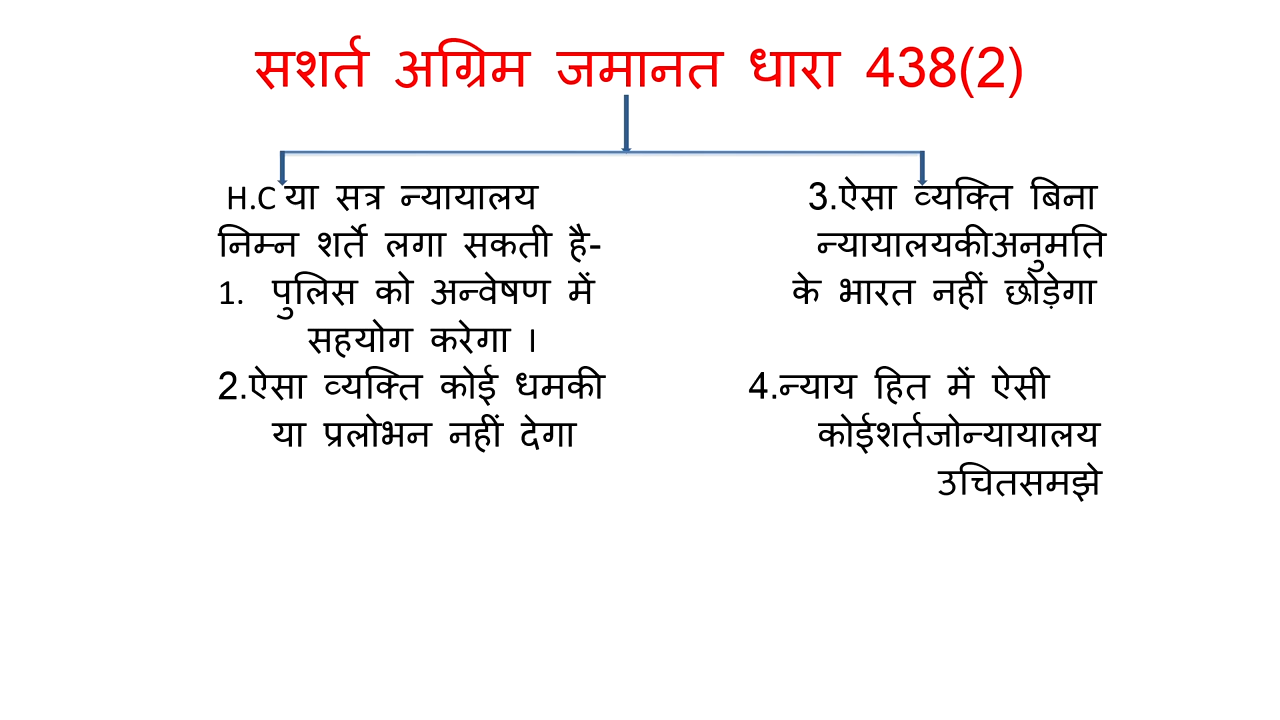 सशर्त अग्रिम जमानत धारा 438(2)
H.C या सत्र न्यायालय
निम्न शर्ते लगा सकती है-
1. पुलिस को अन्वेषण में
सहयोग करेगा ।
2.ऐसा व्यक्ति कोई धमकी
या प्रलोभन नहीं देगा
3.ऐसा व्यक्ति बिना
न्यायालयकीअनुमति
के भारत नहीं छोड़ेगा
4.न्याय हित में ऐसी
कोईशर्तजोन्यायालय
उचितसमझे